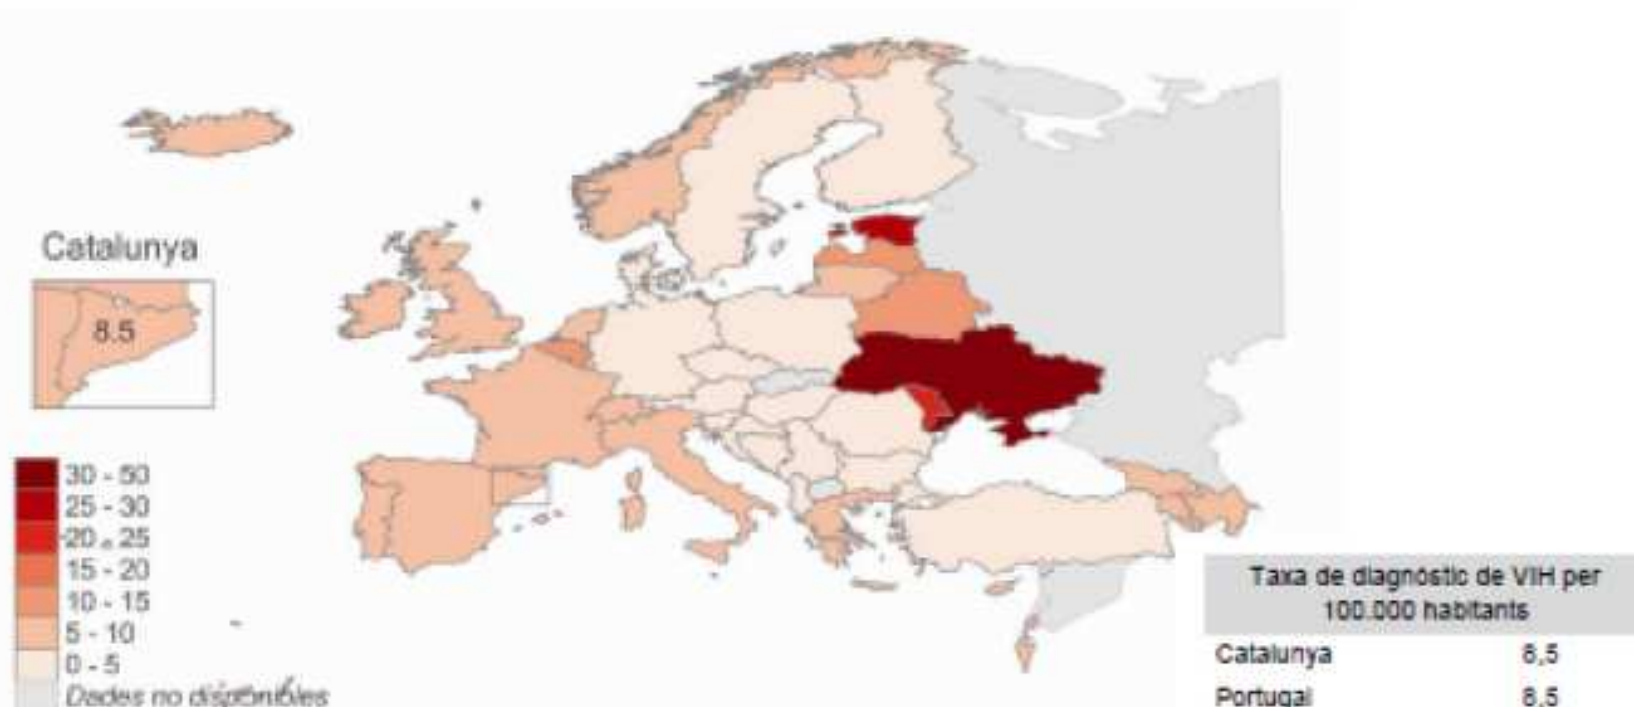 Catalunya
8.5
30 - 50
25 - 30
20 - 25
15 - 20
10 - 15
5 - 10
0 - 5
Dades no disponibles
Taxa de diagnòstic de VIH per
100.000 habitants
Catalunya 8,5
Portugal 8,5